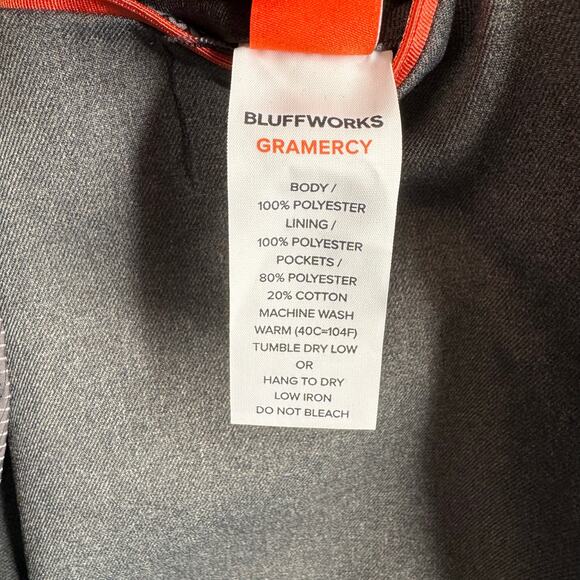 BLUFFWORKS
GRAMERCY
BODY /
100% POLYESTER
LINING /
100% POLYESTER
POCKETS /
80% POLYESTER
20% COTTON
MACHINE WASH
WARM (40C=104F)
TUMBLE DRY LOW
OR
HANG TO DRY
LOW IRON
DO NOT BLEACH